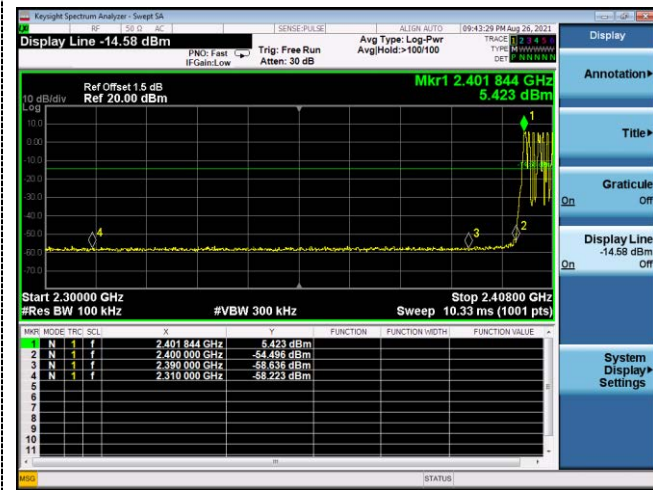 Keysight Spectrum Analyzer - Swept SA
RF 50 Ω AC SENSE:PULSE ALIGN AUTO 09:43:29 PM Aug 26, 2021
Display Line -14.58 dBm
PNO: Fast
IFGain:Low
Trig: Free Run
Atten: 30 dB
Avg Type: Log-Pwr
Avg|Hold:>100/100
TRACE 1 2 3 4 5 6
TYPE M WWWWW
DET P N N N N N
Ref Offset 1.5 dB
10 dB/div Ref 20.00 dBm
Log
Mkr1 2.401 844 GHz
5.423 dBm
10.0
0.00
-10.0
-20.0
-30.0
-40.0
-50.0
-60.0
-70.0
1
2
3
4
Start 2.30000 GHz
Stop 2.40800 GHz
#Res BW 100 kHz
#VBW 300 kHz
Sweep 10.33 ms (1001 pts)
MKR MODE TRC SCL X Y FUNCTION FUNCTION WIDTH FUNCTION VALUE
1 N 1 f 2.401 844 GHz 5.423 dBm
2 N 1 f 2.400 000 GHz -54.496 dBm
3 N 1 f 2.390 000 GHz -58.636 dBm
4 N 1 f 2.310 000 GHz -58.223 dBm
5
6
7
8
9
10
11
MSG
STATUS
Display
Annotation
Title
Graticule
On Off
Display Line
-14.58 dBm
On Off
System
Display
Settings